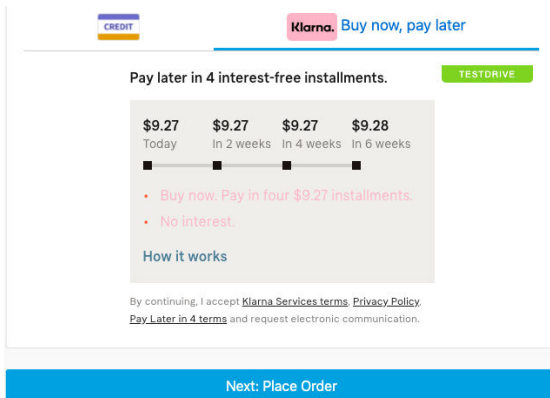 CREDIT
Klarna. Buy now, pay later
Pay later in 4 interest-free installments.
TESTDRIVE
$9.27 $9.27 $9.27 $9.28
Today In 2 weeks In 4 weeks In 6 weeks
• Buy now. Pay in four $9.27 installments.
• No interest.
How it works
By continuing, I accept Klarna Services terms, Privacy Policy,
Pay Later in 4 terms and request electronic communication.
Next: Place Order